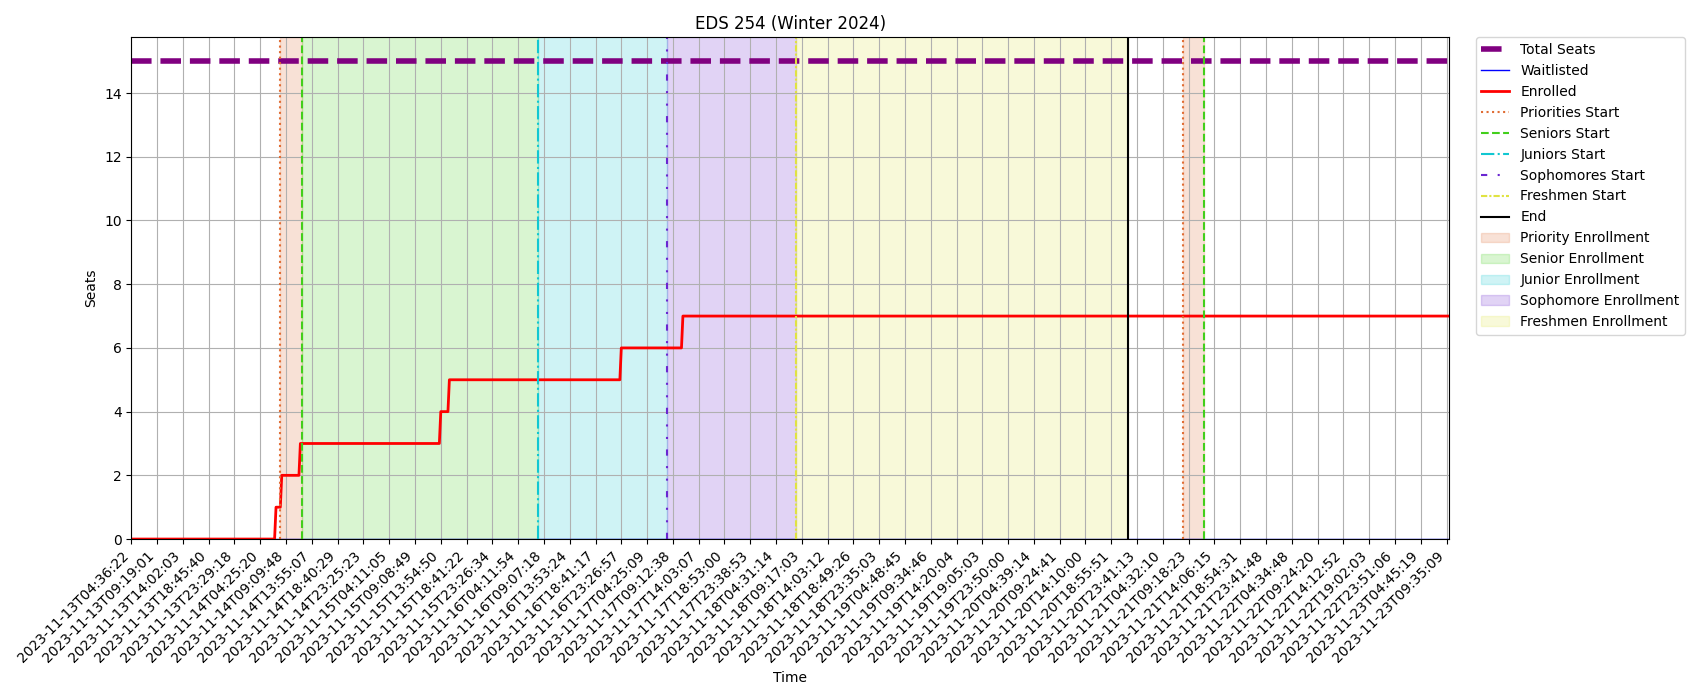 EDS 254 (Winter 2024)
Total Seats
Waitlisted
Enrolled
Priorities Start
Seniors Start
Juniors Start
Sophomores Start
Freshmen Start
End
Priority Enrollment
Senior Enrollment
Junior Enrollment
Sophomore Enrollment
Freshmen Enrollment
Seats
14
12
10
8
6
4
2
0
2023-11-13T04:36:22
2023-11-13T09:19:01
2023-11-13T14:02:03
2023-11-13T18:45:40
2023-11-13T23:29:18
2023-11-14T04:25:20
2023-11-14T09:09:48
2023-11-14T13:55:07
2023-11-14T18:40:29
2023-11-14T23:25:23
2023-11-15T04:11:05
2023-11-15T09:08:49
2023-11-15T13:54:50
2023-11-15T18:41:22
2023-11-15T23:26:34
2023-11-16T04:11:54
2023-11-16T09:07:18
2023-11-16T13:53:24
2023-11-16T18:41:17
2023-11-16T23:26:57
2023-11-17T04:25:09
2023-11-17T09:12:38
2023-11-17T14:03:07
2023-11-17T18:53:00
2023-11-17T23:38:53
2023-11-18T04:31:14
2023-11-18T09:17:03
2023-11-18T14:03:12
2023-11-18T18:49:26
2023-11-18T23:35:03
2023-11-19T04:48:45
2023-11-19T09:34:46
2023-11-19T14:20:04
2023-11-19T19:05:03
2023-11-19T23:50:00
2023-11-20T04:39:14
2023-11-20T09:24:41
2023-11-20T14:10:00
2023-11-20T18:55:51
2023-11-20T23:41:13
2023-11-21T04:32:10
2023-11-21T09:18:23
2023-11-21T14:06:15
2023-11-21T18:54:31
2023-11-21T23:41:48
2023-11-22T04:34:48
2023-11-22T09:24:20
2023-11-22T14:12:52
2023-11-22T19:02:03
2023-11-22T23:51:06
2023-11-23T04:45:19
2023-11-23T09:35:09
Time